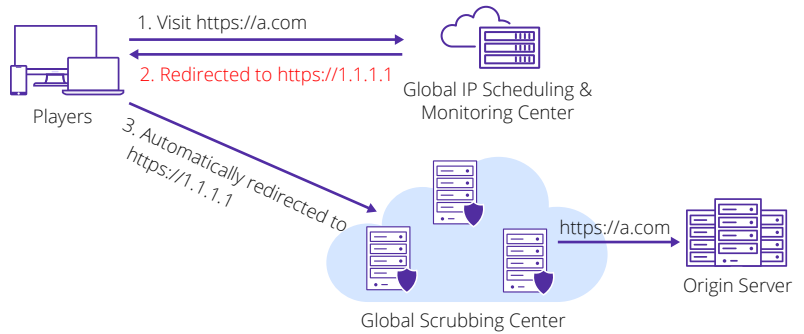 1. Visit https://a.com
2. Redirected to https://1.1.1.1
Global IP Scheduling &
Monitoring Center
Players
3. Automatically redirected to
https://1.1.1.1
https://a.com
Origin Server
Global Scrubbing Center